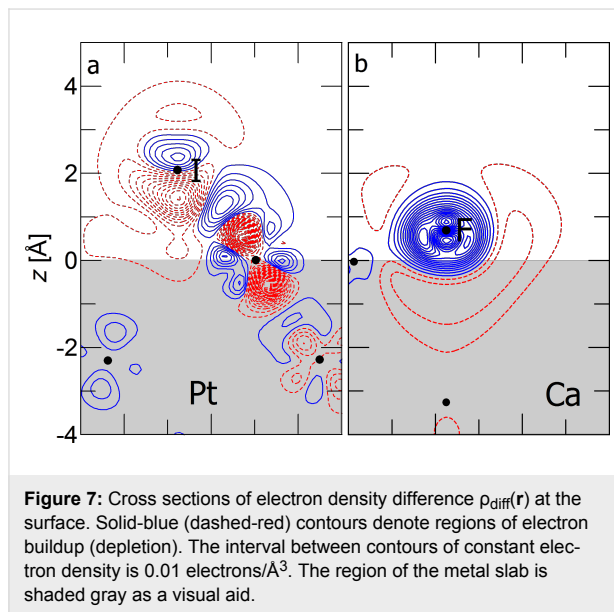 a
b
4
2
0
-2
-4
z [Å]
I
F
Pt
Ca
Figure 7: Cross sections of electron density difference ρdiff(r) at the
surface. Solid-blue (dashed-red) contours denote regions of electron
buildup (depletion). The interval between contours of constant elec-
tron density is 0.01 electrons/Å3. The region of the metal slab is
shaded gray as a visual aid.